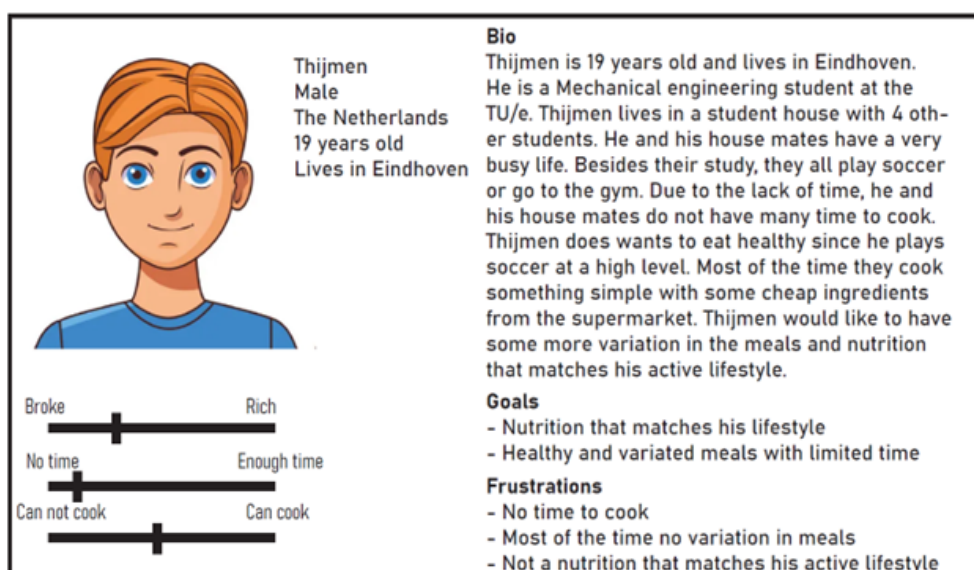 Thijmen
Male
The Netherlands
19 years old
Lives in Eindhoven
Broke Rich
No time Enough time
Can not cook Can cook
Bio
Thijmen is 19 years old and lives in Eindhoven.
He is a Mechanical engineering student at the
TU/e. Thijmen lives in a student house with 4 oth-
er students. He and his house mates have a very
busy life. Besides their study, they all play soccer
or go to the gym. Due to the lack of time, he and
his house mates do not have many time to cook.
Thijmen does wants to eat healthy since he plays
soccer at a high level. Most of the time they cook
something simple with some cheap ingredients
from the supermarket. Thijmen would like to have
some more variation in the meals and nutrition
that matches his active lifestyle.
Goals
- Nutrition that matches his lifestyle
- Healthy and variated meals with limited time
Frustrations
- No time to cook
- Most of the time no variation in meals
- Not a nutrition that matches his active lifestyle